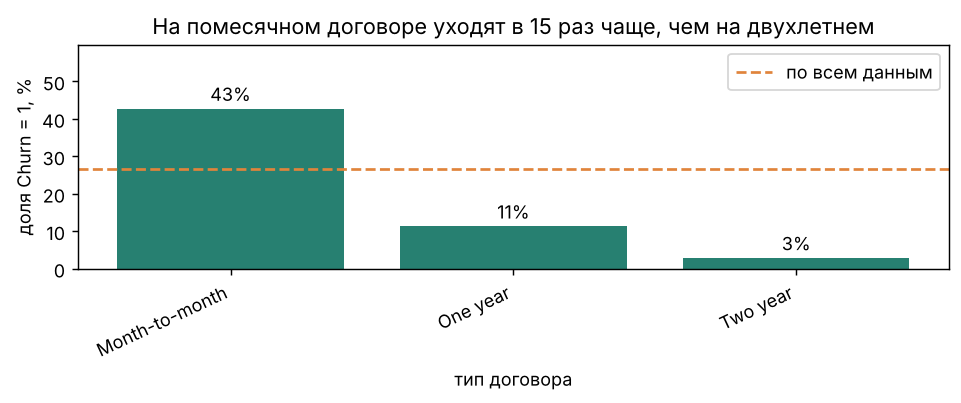 На помесячном договоре уходят в 15 раз чаще, чем на двухлетнем
доля Churn = 1, %
50
40
30
20
10
0
по всем данным
43%
11%
3%
Month-to-month
One year
Two year
тип договора